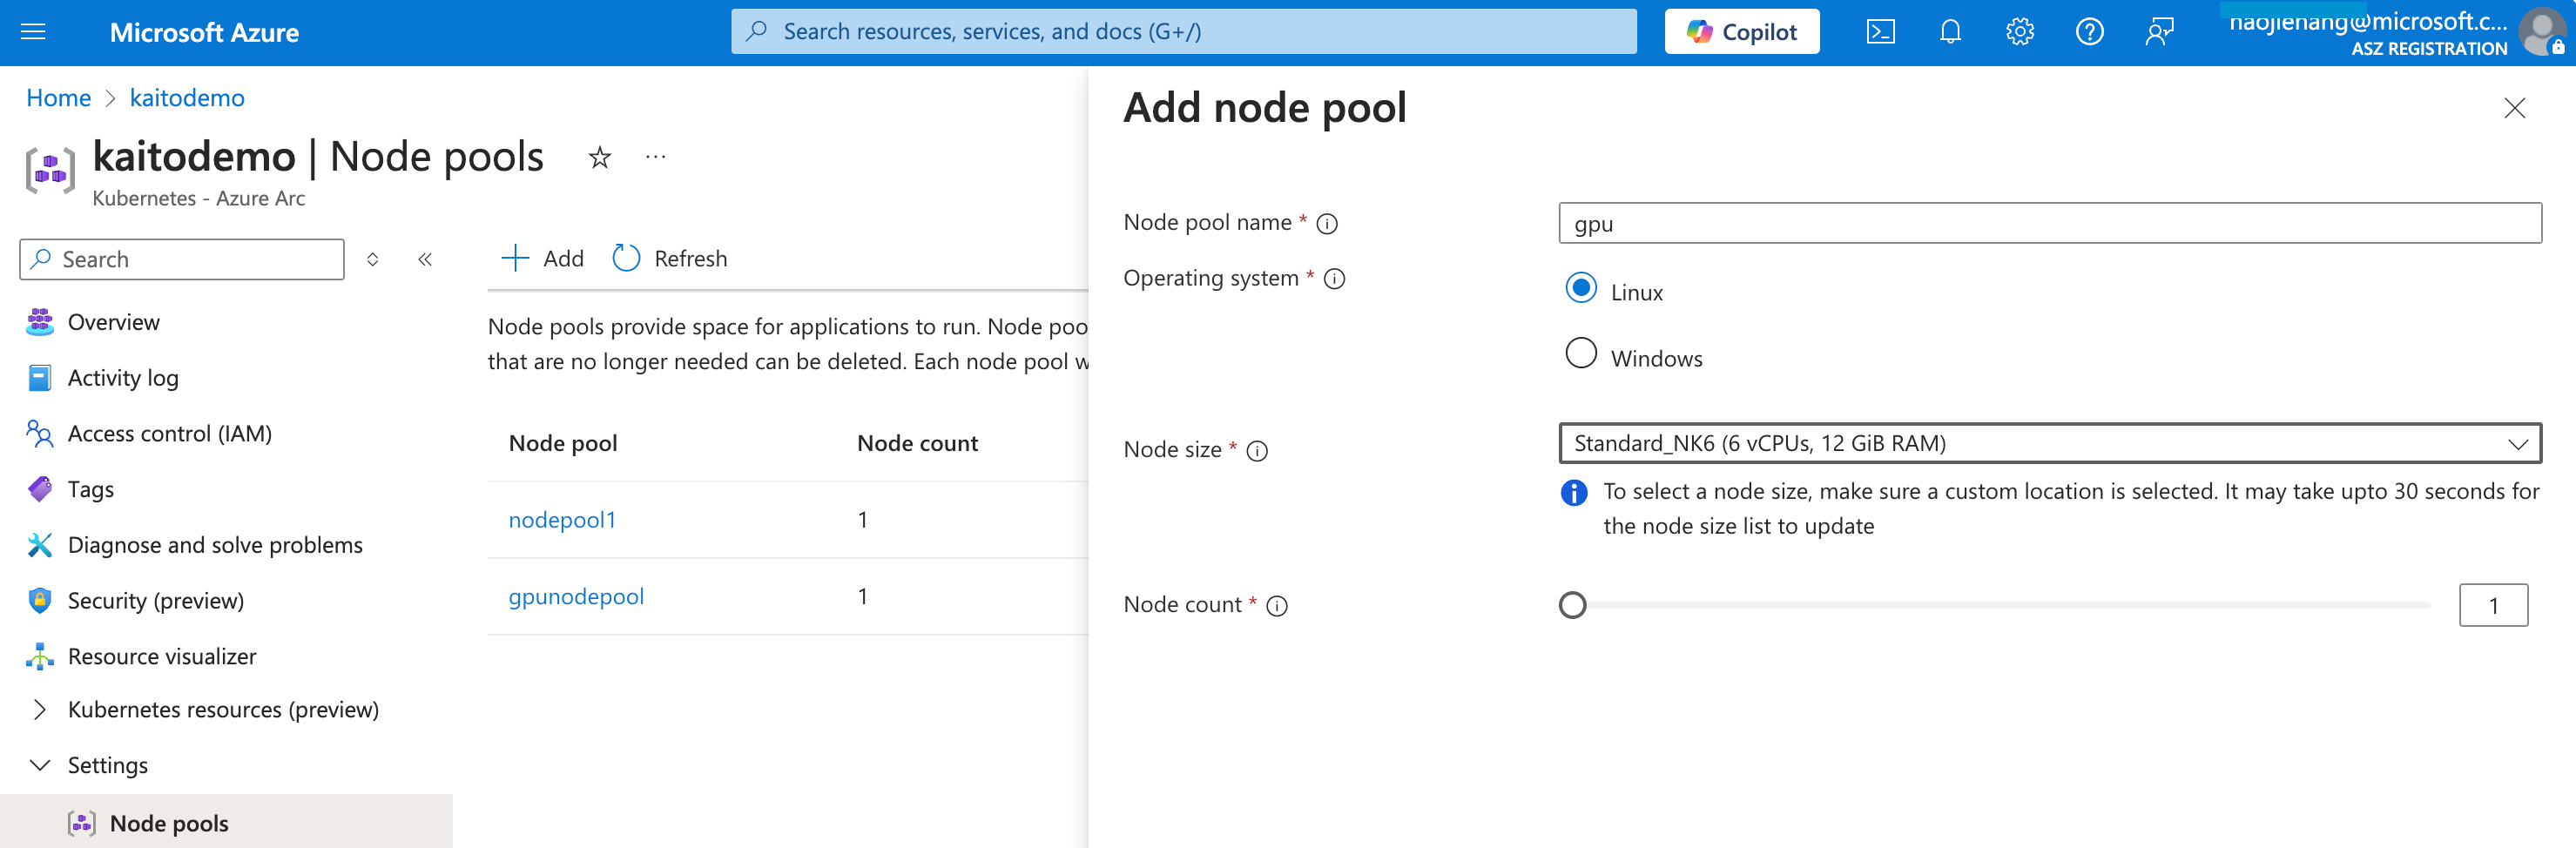 Microsoft Azure
Search resources, services, and docs (G+/)
Copilot
ASZ REGISTRATION
Home > kaitodemo
kaitodemo | Node pools
Kubernetes - Azure Arc
Search
Overview
Activity log
Access control (IAM)
Tags
Diagnose and solve problems
Security (preview)
Resource visualizer
Kubernetes resources (preview)
Settings
Node pools
Add
Refresh
Node pools provide space for applications to run. Node poo
that are no longer needed can be deleted. Each node pool w
Node pool Node count
nodepool1 1
gpunodepool 1
Add node pool
Node pool name *
gpu
Operating system *
Linux
Windows
Node size *
Standard_NK6 (6 vCPUs, 12 GiB RAM)
To select a node size, make sure a custom location is selected. It may take upto 30 seconds for
the node size list to update
Node count *
1